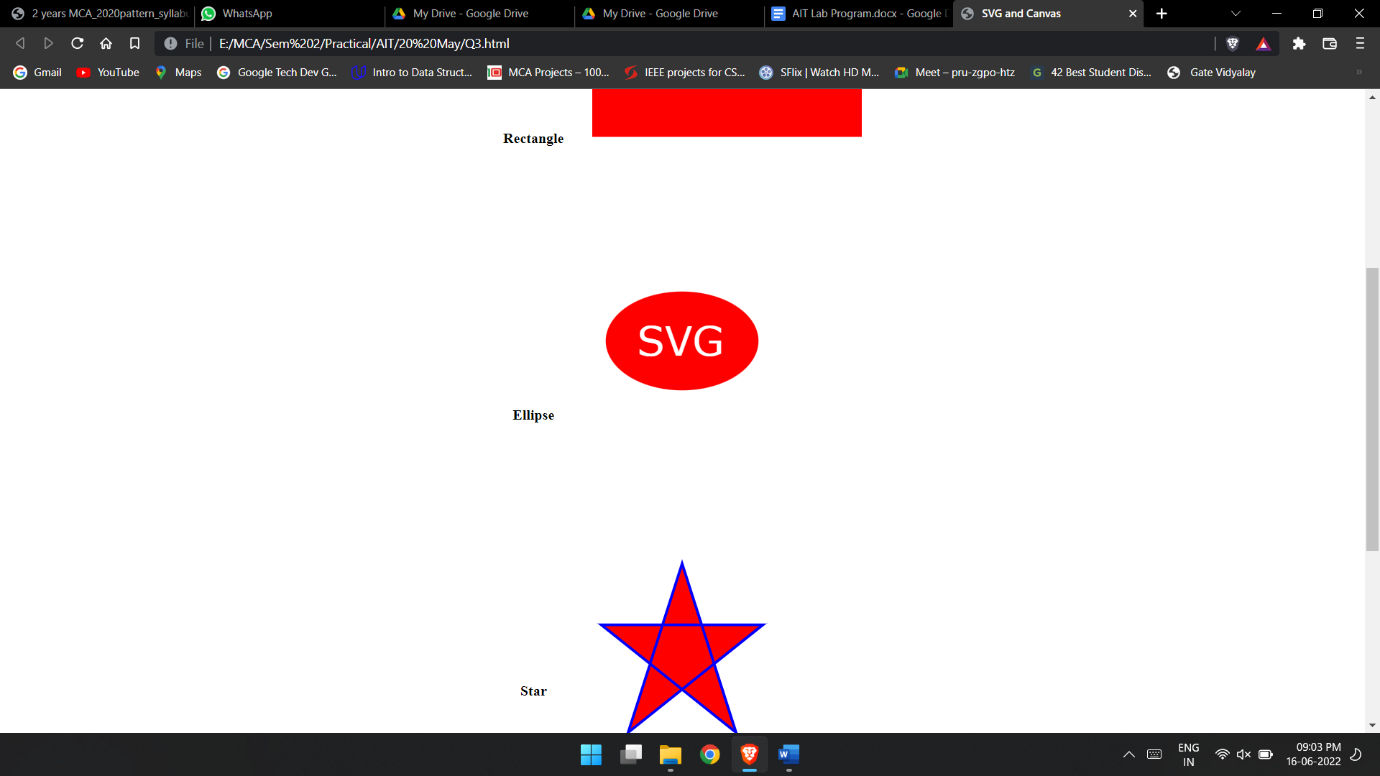 2 years MCA_2020pattern_syllab
WhatsApp
My Drive - Google Drive
My Drive - Google Drive
AIT Lab Program.docx - Google D
SVG and Canvas
File
E:/MCA/Sem%202/Practical/AIT/20%20May/Q3.html
Gmail
YouTube
Maps
Google Tech Dev G...
Intro to Data Struct...
MCA Projects – 100...
IEEE projects for CS...
SFlix | Watch HD M...
Meet – pru-zgpo-htz
42 Best Student Dis...
Gate Vidyalay
Rectangle
SVG
Ellipse
Star
ENG
IN
09:03 PM
16-06-2022